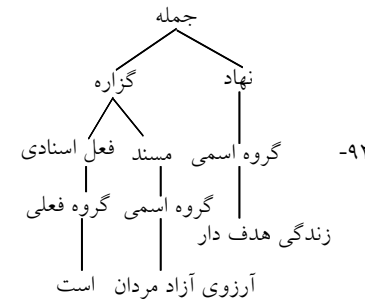 جمله
نهاد گزاره
۹۲- گروه اسمی مسند فعل اسنادی
گروه اسمی گروه فعلی
زندگی هدف دار
آرزوی آزاد مردان است